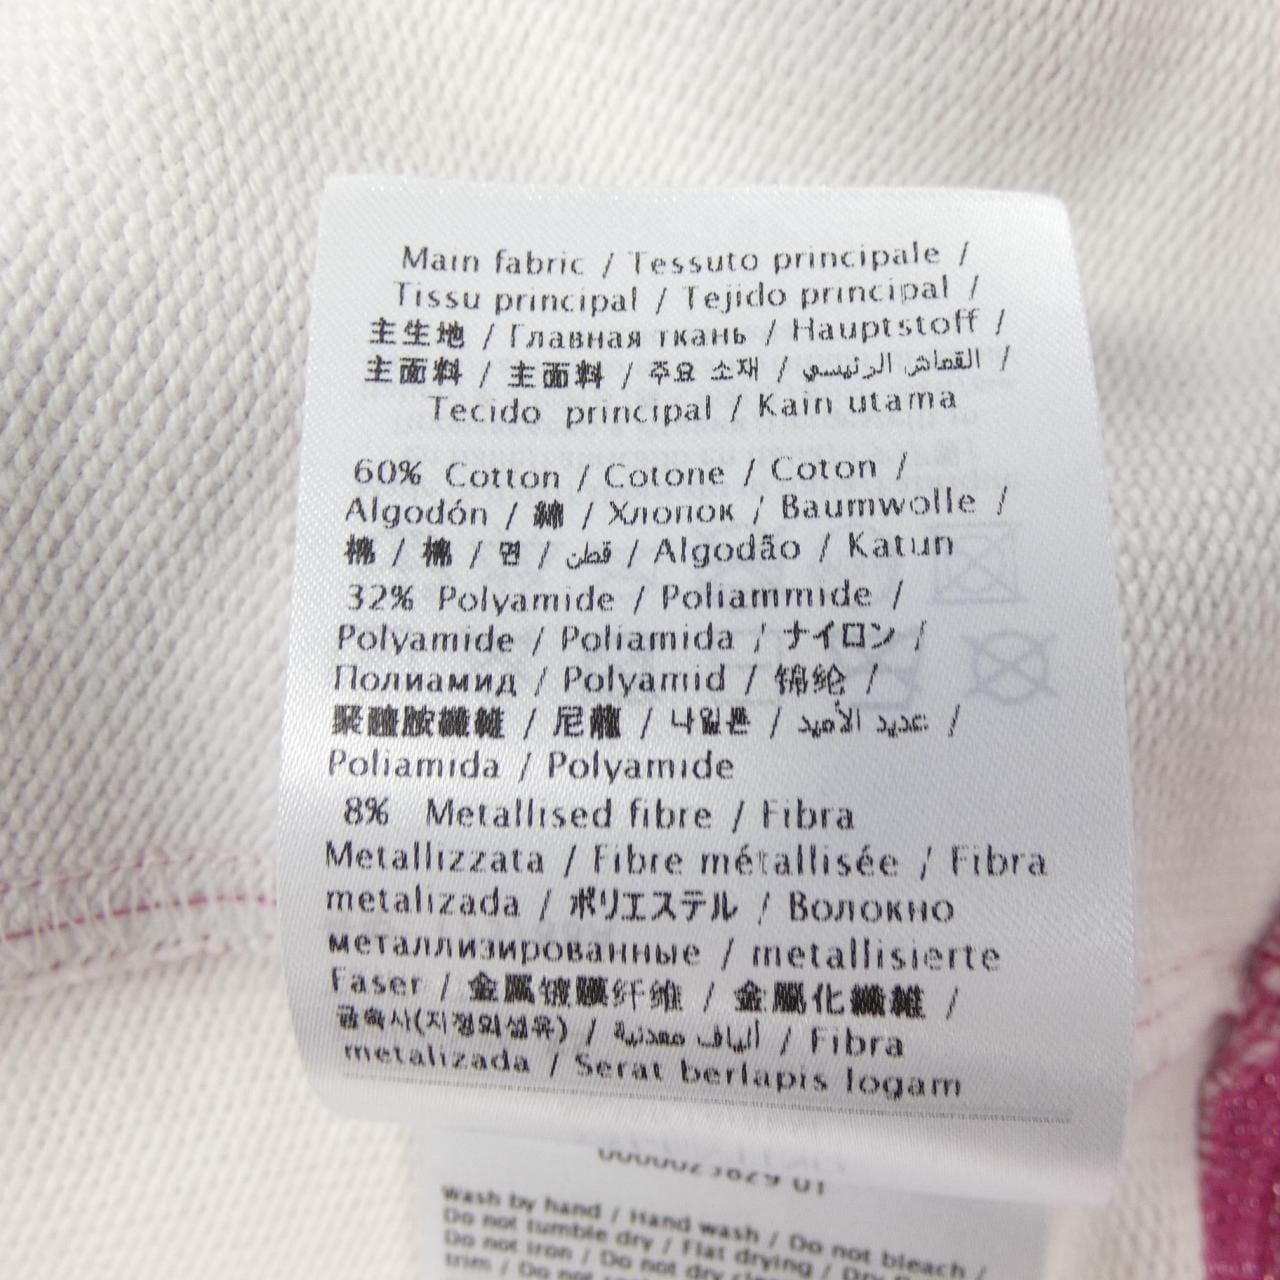 Main fabric / Tessuto principale /
Tissu principal / Tejido principal /
主生地 / Главная ткань / Hauptstoff /
主面料 / 主面料 / 주요 소재 / القماش الرئيسي /
Tecido principal / Kain utama
60% Cotton / Cotone / Coton /
Algodón / 綿 / Хлопок / Baumwolle /
棉 / 棉 / 면 / قطن / Algodão / Katun
32% Polyamide / Poliammide /
Polyamide / Poliamida / ナイロン /
Полиамид / Polyamid / 锦纶 /
聚醯胺纖維 / 尼龍 / 나일론 / عديد الأميد /
Poliamida / Polyamide
8% Metallised fibre / Fibra
Metallizzata / Fibre métallisée / Fibra
metalizada / ポリエステル / Волокно
металлизированные / metallisierte
Faser / 金属镀膜纤维 / 金屬化纖維 /
금속사(지정외섬유) / ألياف معدنية / Fibra
metalizada / Serat berlapis logam
01
Wash by hand / Hand wash / Do not bleach /
Do not tumble dry / Flat drying / Dry
Do not iron / Do not dry
trim / Do not